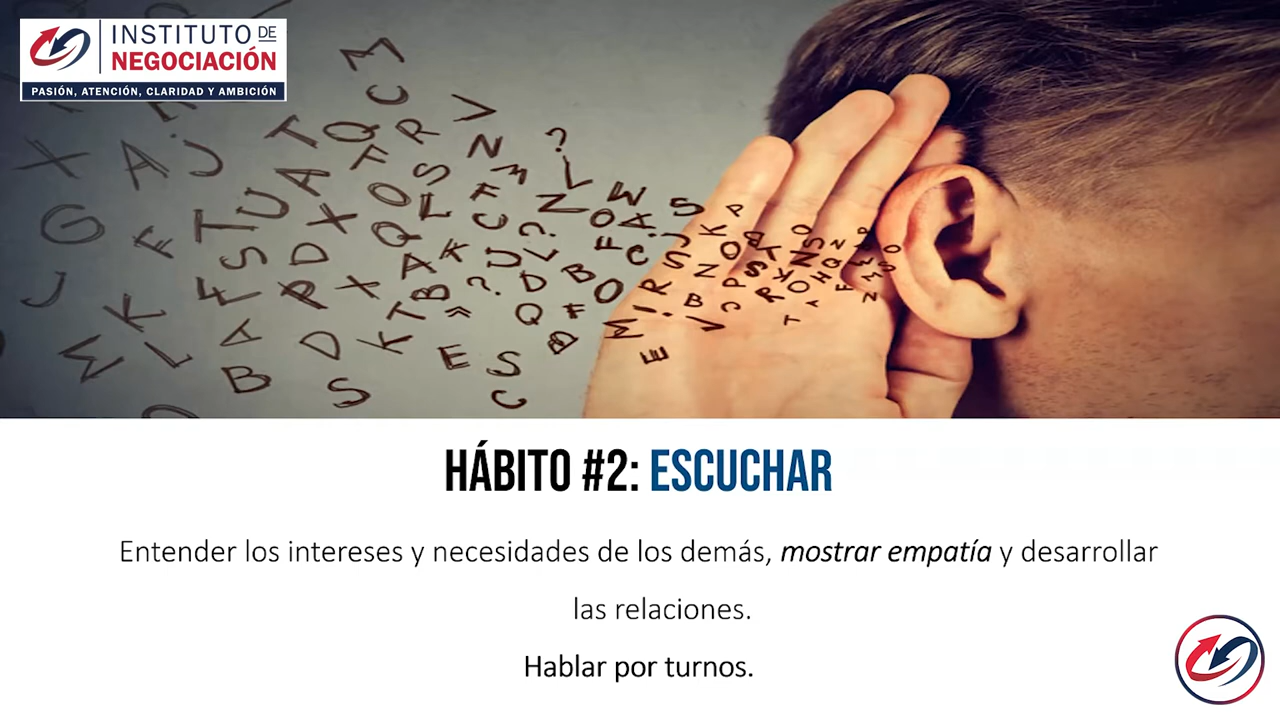 INSTITUTO DE
NEGOCIACIÓN
PASIÓN, ATENCIÓN, CLARIDAD Y AMBICIÓN
HÁBITO #2: ESCUCHAR
Entender los intereses y necesidades de los demás, mostrar empatía y desarrollar
las relaciones.
Hablar por turnos.